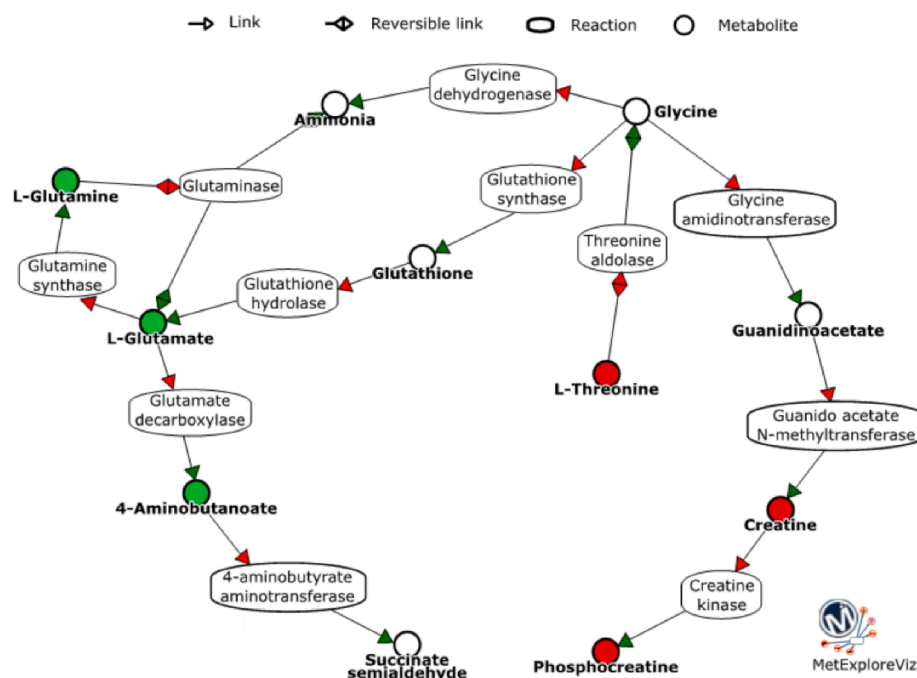 Link
Reversible link
Reaction
Metabolite
Glycine
dehydrogenase
Ammonia
Glycine
L-Glutamine
Glutaminase
Glutathione
synthase
Glycine
amidinotransferase
Glutamine
synthase
Glutathione
hydrolase
Glutathione
Threonine
aldolase
L-Glutamate
Guanidinoacetate
L-Threonine
Glutamate
decarboxylase
Guanido acetate
N-methyltransferase
4-Aminobutanoate
Creatine
4-aminobutyrate
aminotransferase
Creatine
kinase
Succinate
semialdehyde
Phosphocreatine
M
MetExploreViz